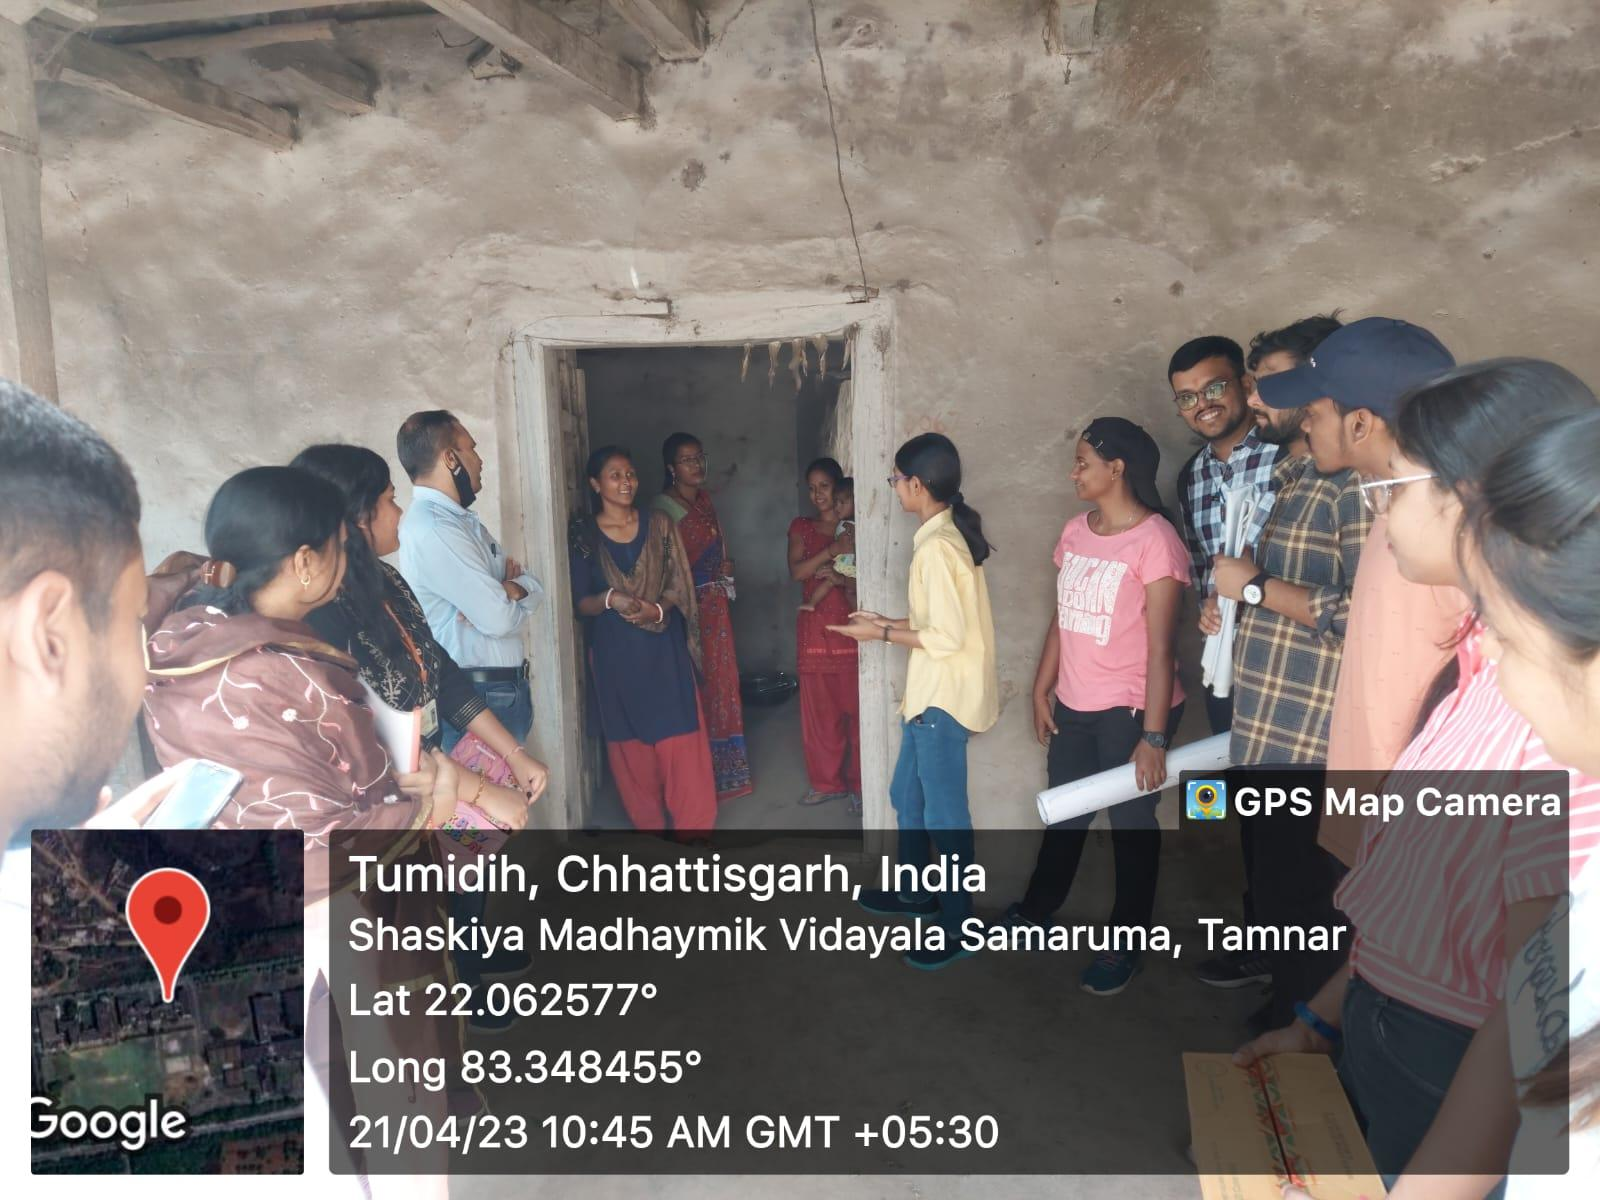 GPS Map Camera
Tumidih, Chhattisgarh, India
Shaskiya Madhaymik Vidayala Samaruma, Tamnar
Lat 22.062577°
Long 83.348455°
21/04/23 10:45 AM GMT +05:30
Google